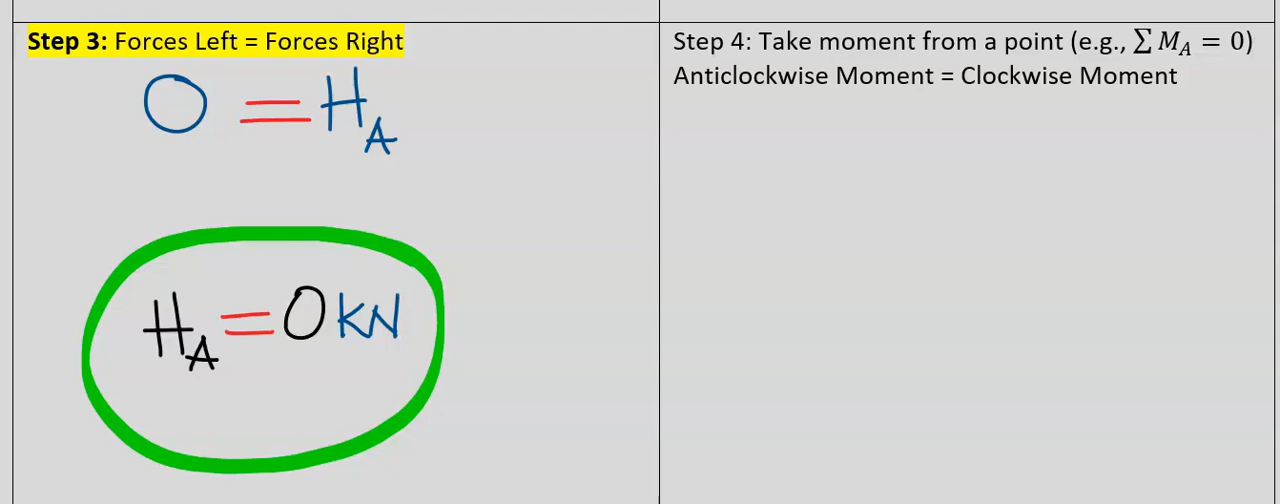 Step 3: Forces Left = Forces Right
O = H_A
H_A = 0 kN
Step 4: Take moment from a point (e.g., ∑ M_A = 0)
Anticlockwise Moment = Clockwise Moment